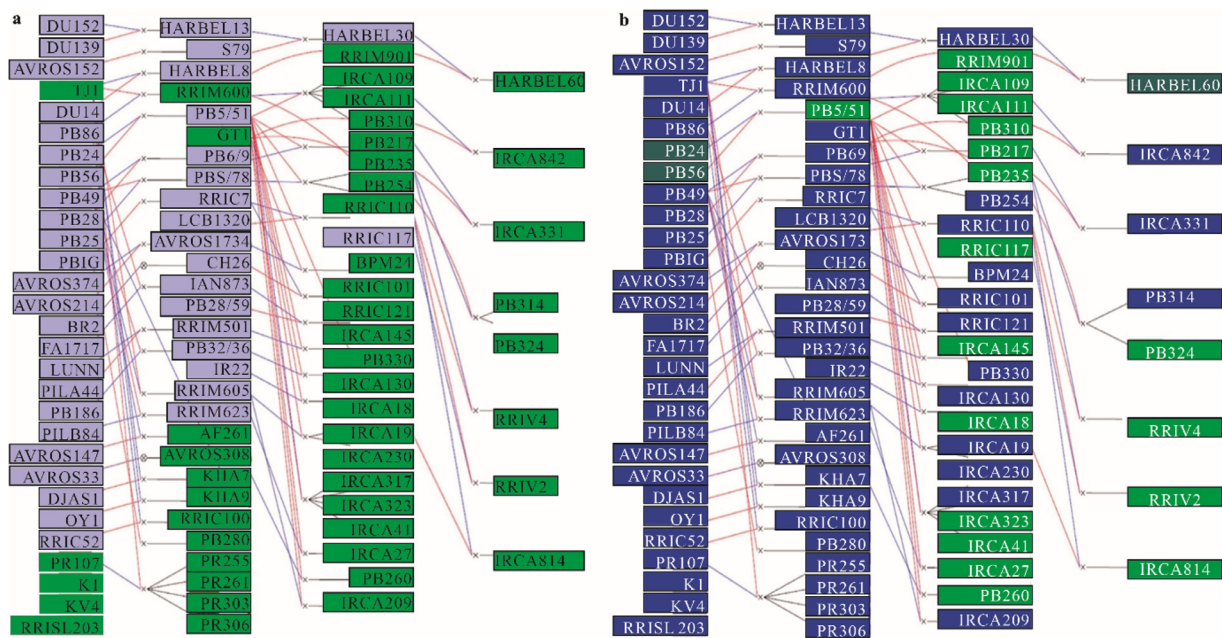 a
DU152
DU139
AVROS152
TJ1
DU14
PB86
PB24
PB56
PB49
PB28
PB25
PBIG
AVROS374
AVROS214
BR2
FA1717
LUNN
PILA44
PB186
PILB84
AVROS147
AVROS33
DJAS1
OY1
RRIC52
PR107
K1
KV4
RRISL203
HARBEL13
S79
HARBEL8
RRIM600
PB5/51
GT1
PB6/9
PBS/78
RRIC7
LCB1320
AVROS1734
CH26
IAN873
PB28/59
RRIM501
PB32/36
IR22
RRIM605
RRIM623
AF261
AVROS308
KHA7
KHA9
RRIC100
PB280
PR255
PR261
PR303
PR306
HARBEL30
RRIM901
IRCA109
IRCA111
PB310
PB217
PB235
PB254
RRIC110
RRIC117
BPM24
RRIC101
RRIC121
IRCA145
PB330
IRCA130
IRCA18
IRCA19
IRCA230
IRCA317
IRCA323
IRCA41
IRCA27
PB260
IRCA209
HARBEL60
IRCA842
IRCA331
PB314
PB324
RRIV4
RRIV2
IRCA814
b
DU152
DU139
AVROS152
TJ1
DU14
PB86
PB24
PB56
PB49
PB28
PB25
PBIG
AVROS374
AVROS214
BR2
FA1717
LUNN
PILA44
PB186
PILB84
AVROS147
AVROS33
DJAS1
OY1
RRIC52
PR107
K1
KV4
RRISL203
HARBEL13
S79
HARBEL8
RRIM600
PB5/51
GT1
PB69
PBS/78
RRIC7
LCB1320
AVROS173
CH26
IAN873
PB28/59
RRIM501
PB32/36
IR22
RRIM605
RRIM623
AF261
AVROS308
KHA7
KHA9
RRIC100
PB280
PR255
PR261
PR303
PR306
HARBEL30
RRIM901
IRCA109
IRCA111
PB310
PB217
PB235
PB254
RRIC110
RRIC117
BPM24
RRIC101
RRIC121
IRCA145
PB330
IRCA130
IRCA18
IRCA19
IRCA230
IRCA317
IRCA323
IRCA41
IRCA27
PB260
IRCA209
HARBEL60
IRCA842
IRCA331
PB314
PB324
RRIV4
RRIV2
IRCA814